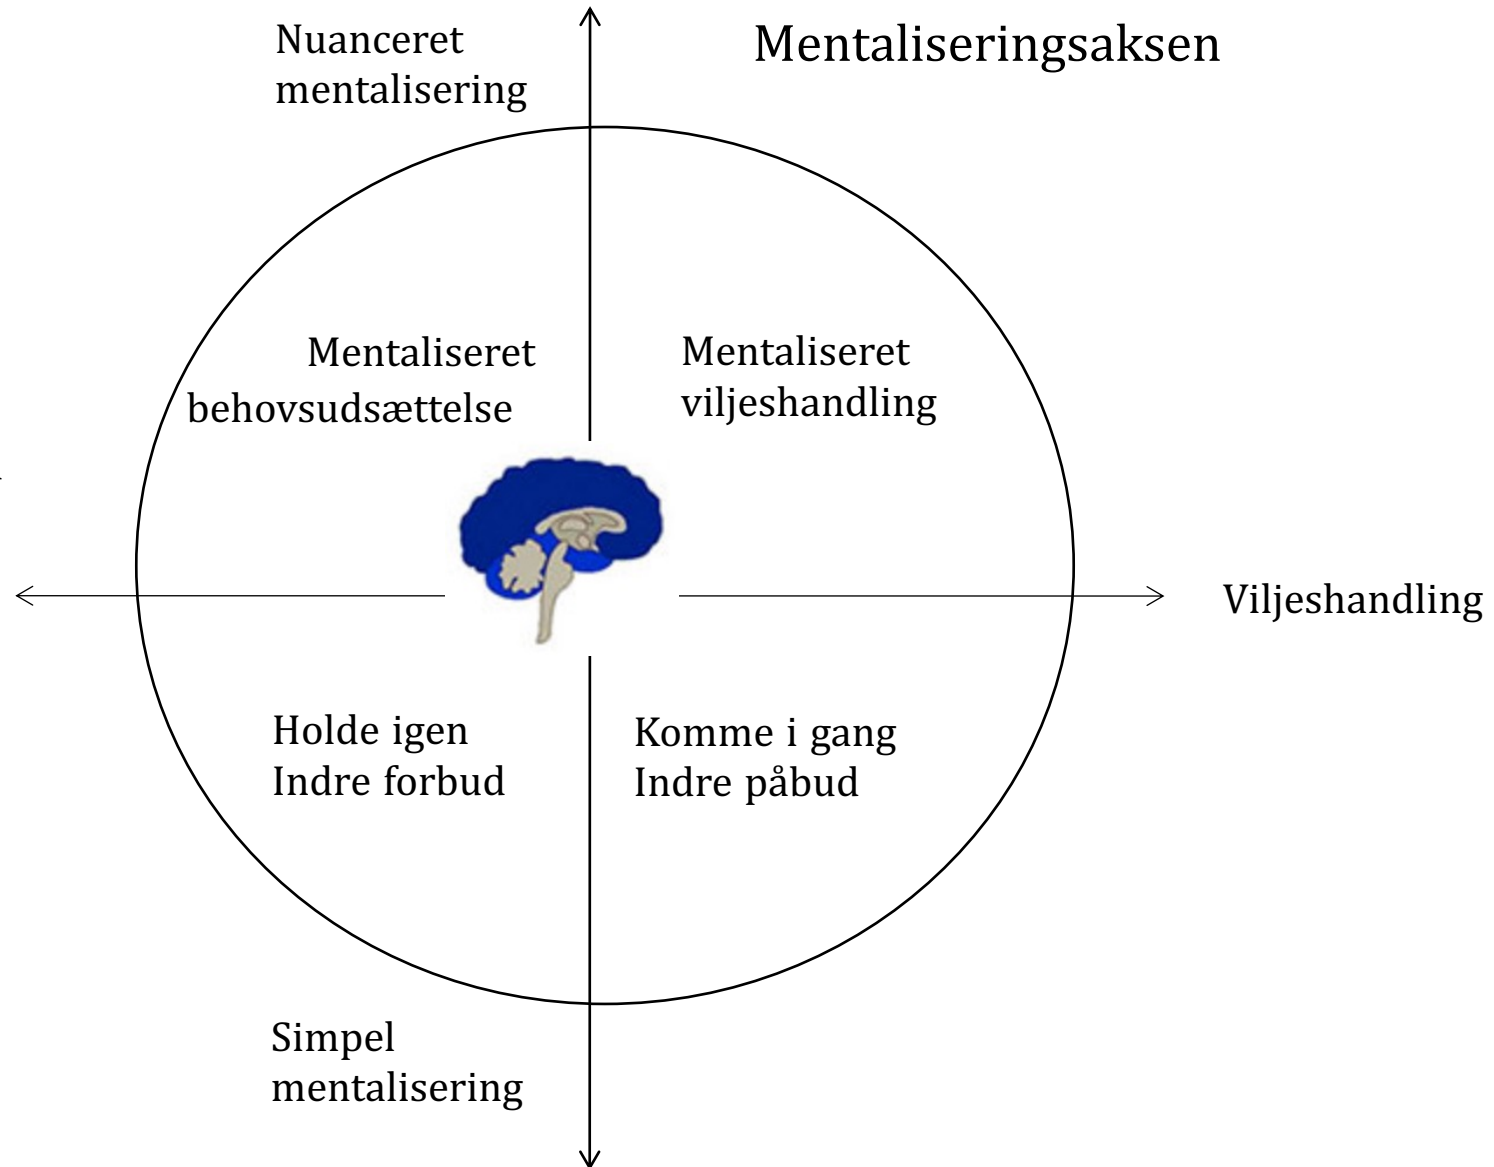 Nuanceret
mentalisering
Mentaliseringsaksen
Mentaliseret
behovsudsættelse
Mentaliseret
viljeshandling
Viljeshandling
Holde igen
Indre forbud
Komme i gang
Indre påbud
Simpel
mentalisering